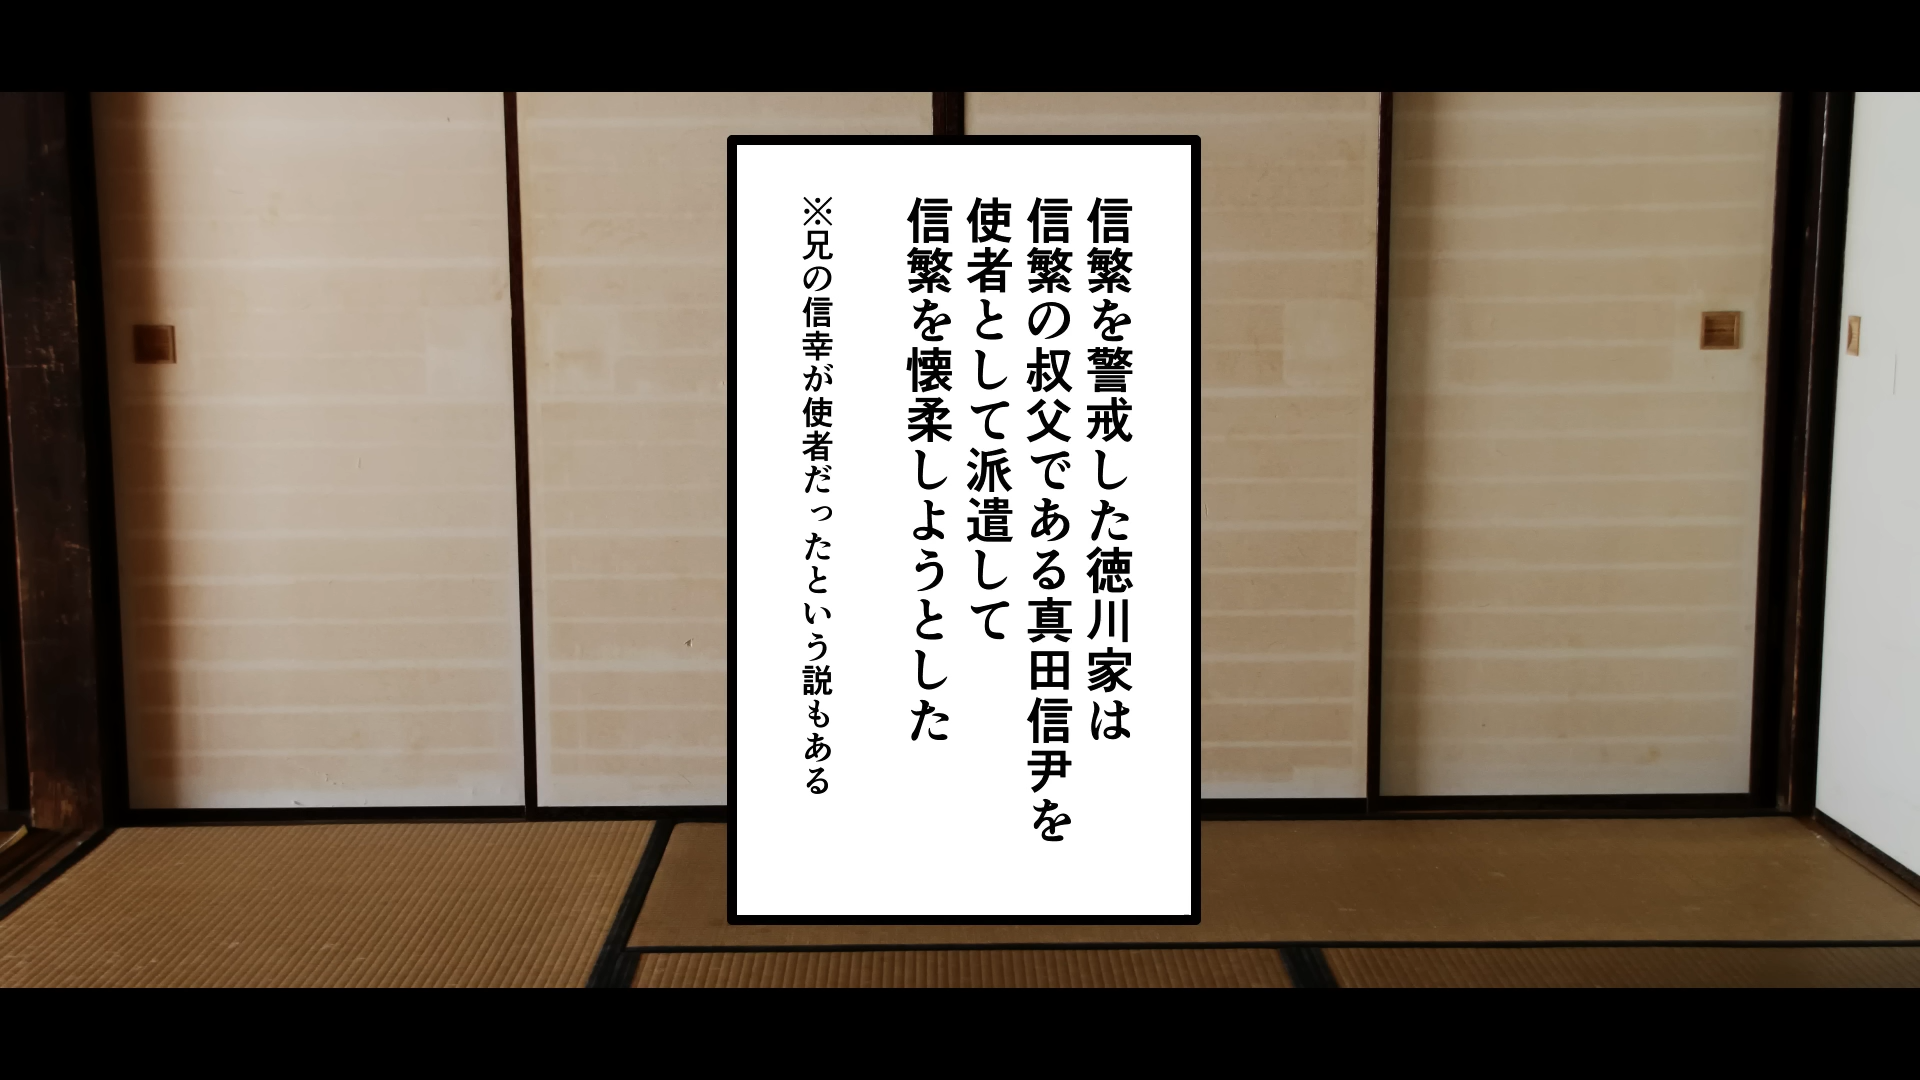 信繁を警戒した徳川家は
信繁の叔父である真田信尹を
使者として派遣して
信繁を懐柔しようとした
※兄の信幸が使者だったという説もある